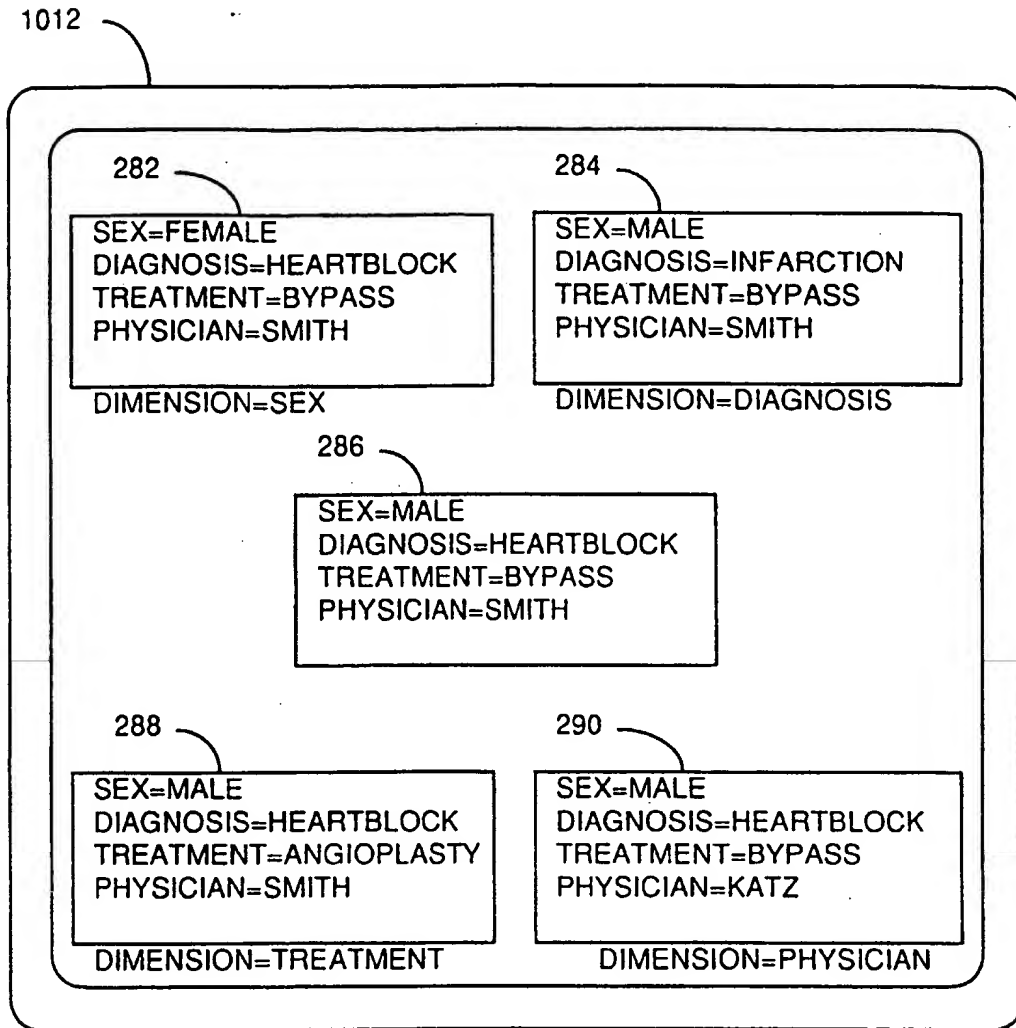 1012
282
SEX=FEMALE
DIAGNOSIS=HEARTBLOCK
TREATMENT=BYPASS
PHYSICIAN=SMITH
DIMENSION=SEX
284
SEX=MALE
DIAGNOSIS=INFARCTION
TREATMENT=BYPASS
PHYSICIAN=SMITH
DIMENSION=DIAGNOSIS
286
SEX=MALE
DIAGNOSIS=HEARTBLOCK
TREATMENT=BYPASS
PHYSICIAN=SMITH
288
SEX=MALE
DIAGNOSIS=HEARTBLOCK
TREATMENT=ANGIOPLASTY
PHYSICIAN=SMITH
DIMENSION=TREATMENT
290
SEX=MALE
DIAGNOSIS=HEARTBLOCK
TREATMENT=BYPASS
PHYSICIAN=KATZ
DIMENSION=PHYSICIAN